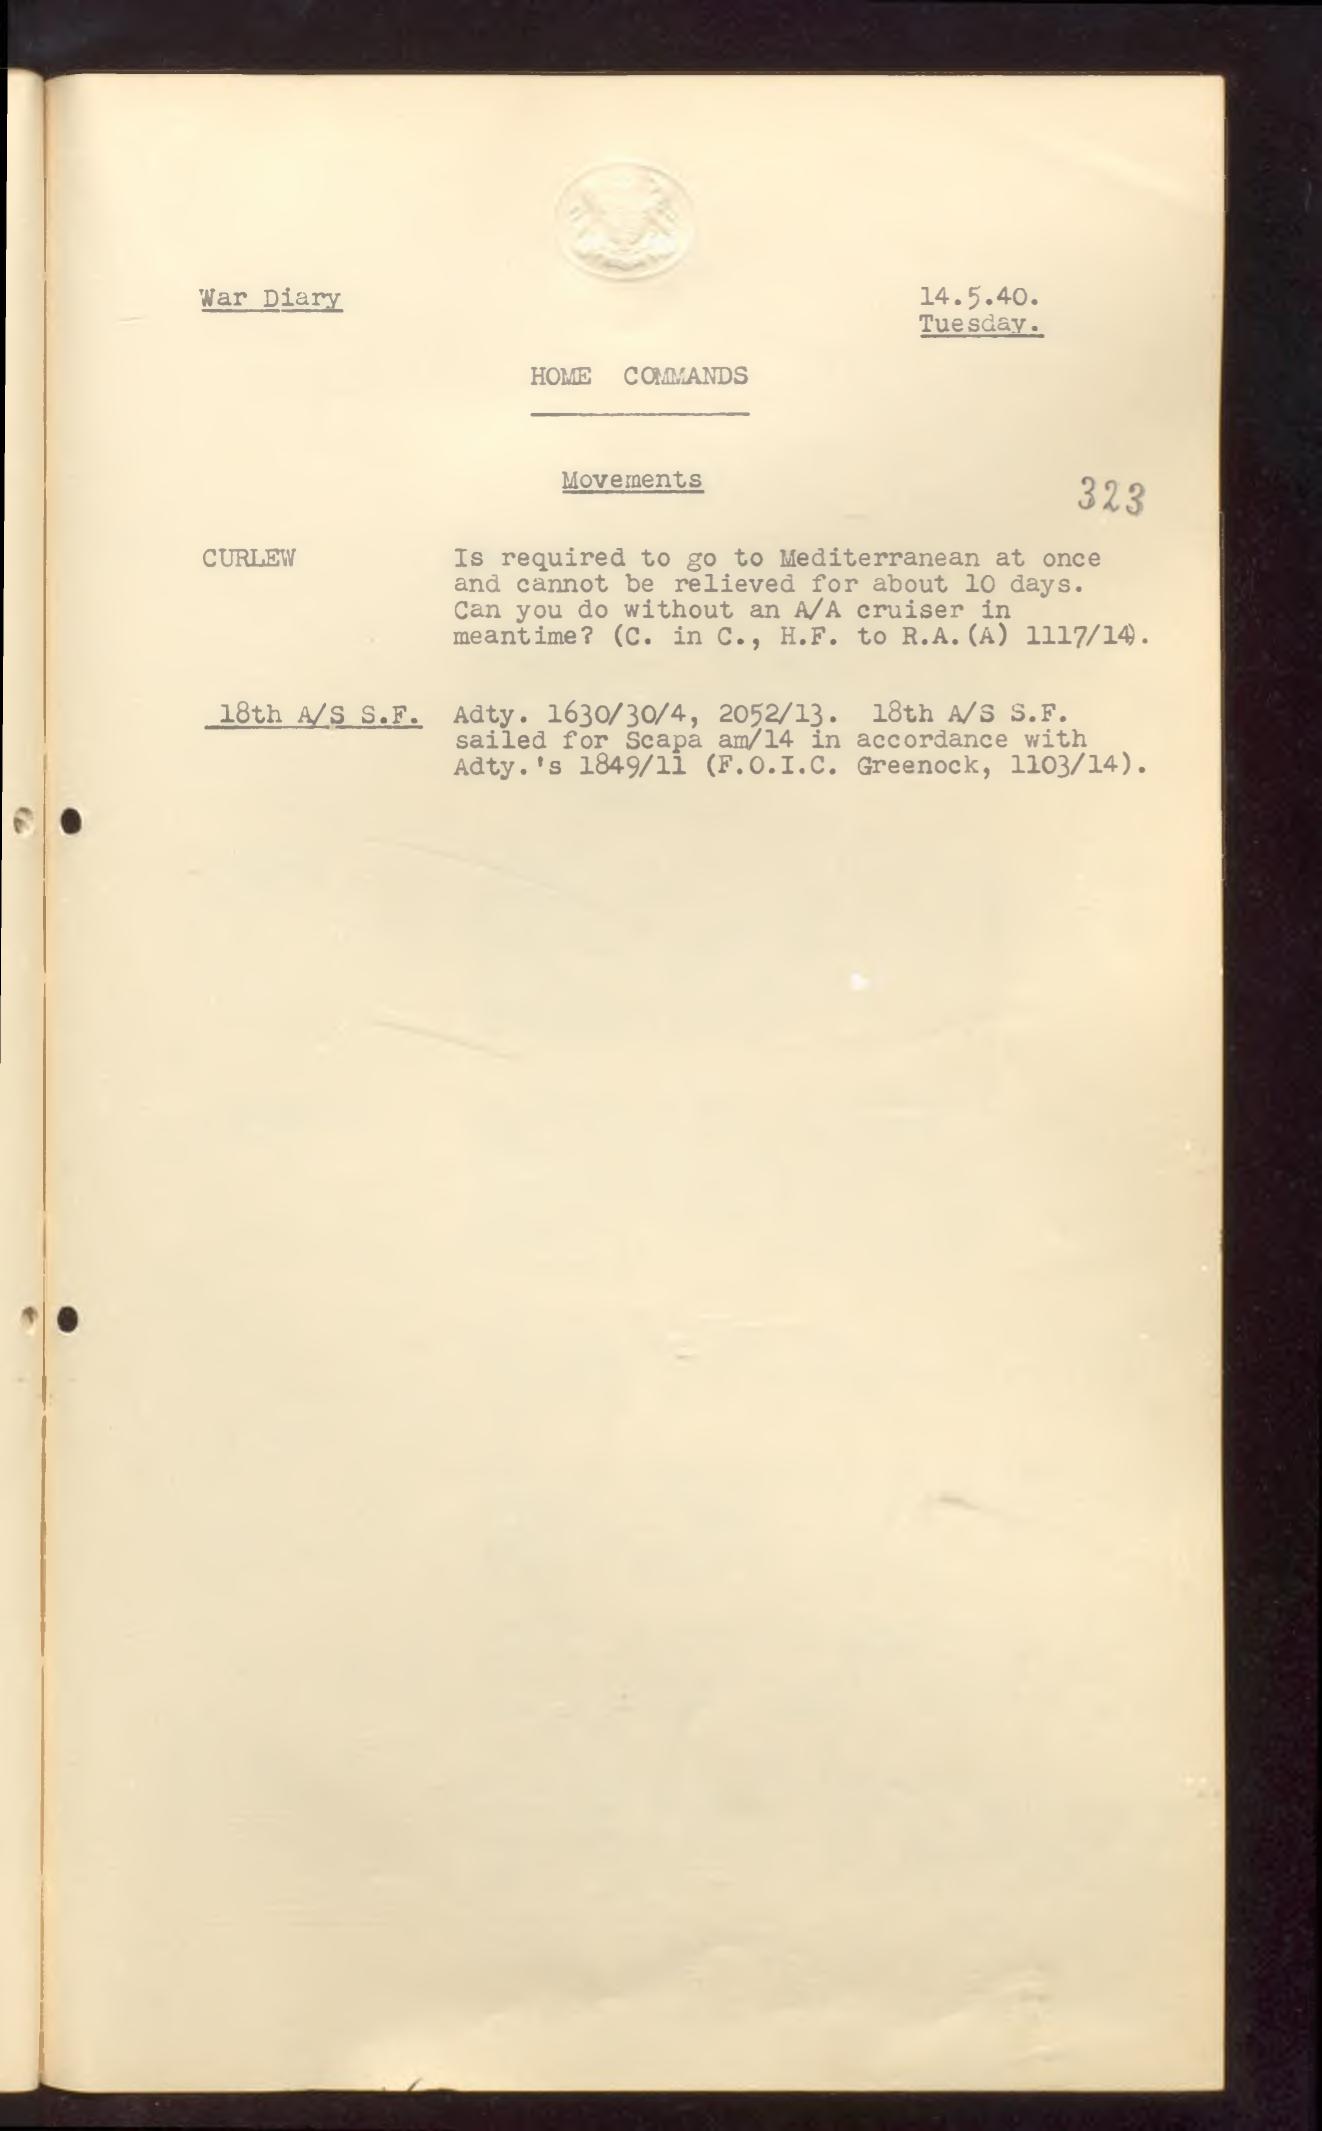 War Diary
14.5.40.
Tuesday.
HOME COMMANDS
Movements
323
CURLEW Is required to go to Mediterranean at once
and cannot be relieved for about 10 days.
Can you do without an A/A cruiser in
meantime? (C. in C., H.F. to R.A.(A) 1117/14).
18th A/S S.F. Adty. 1630/30/4, 2052/13. 18th A/S S.F.
sailed for Scapa am/14 in accordance with
Adty.'s 1849/11 (F.O.I.C. Greenock, 1103/14).